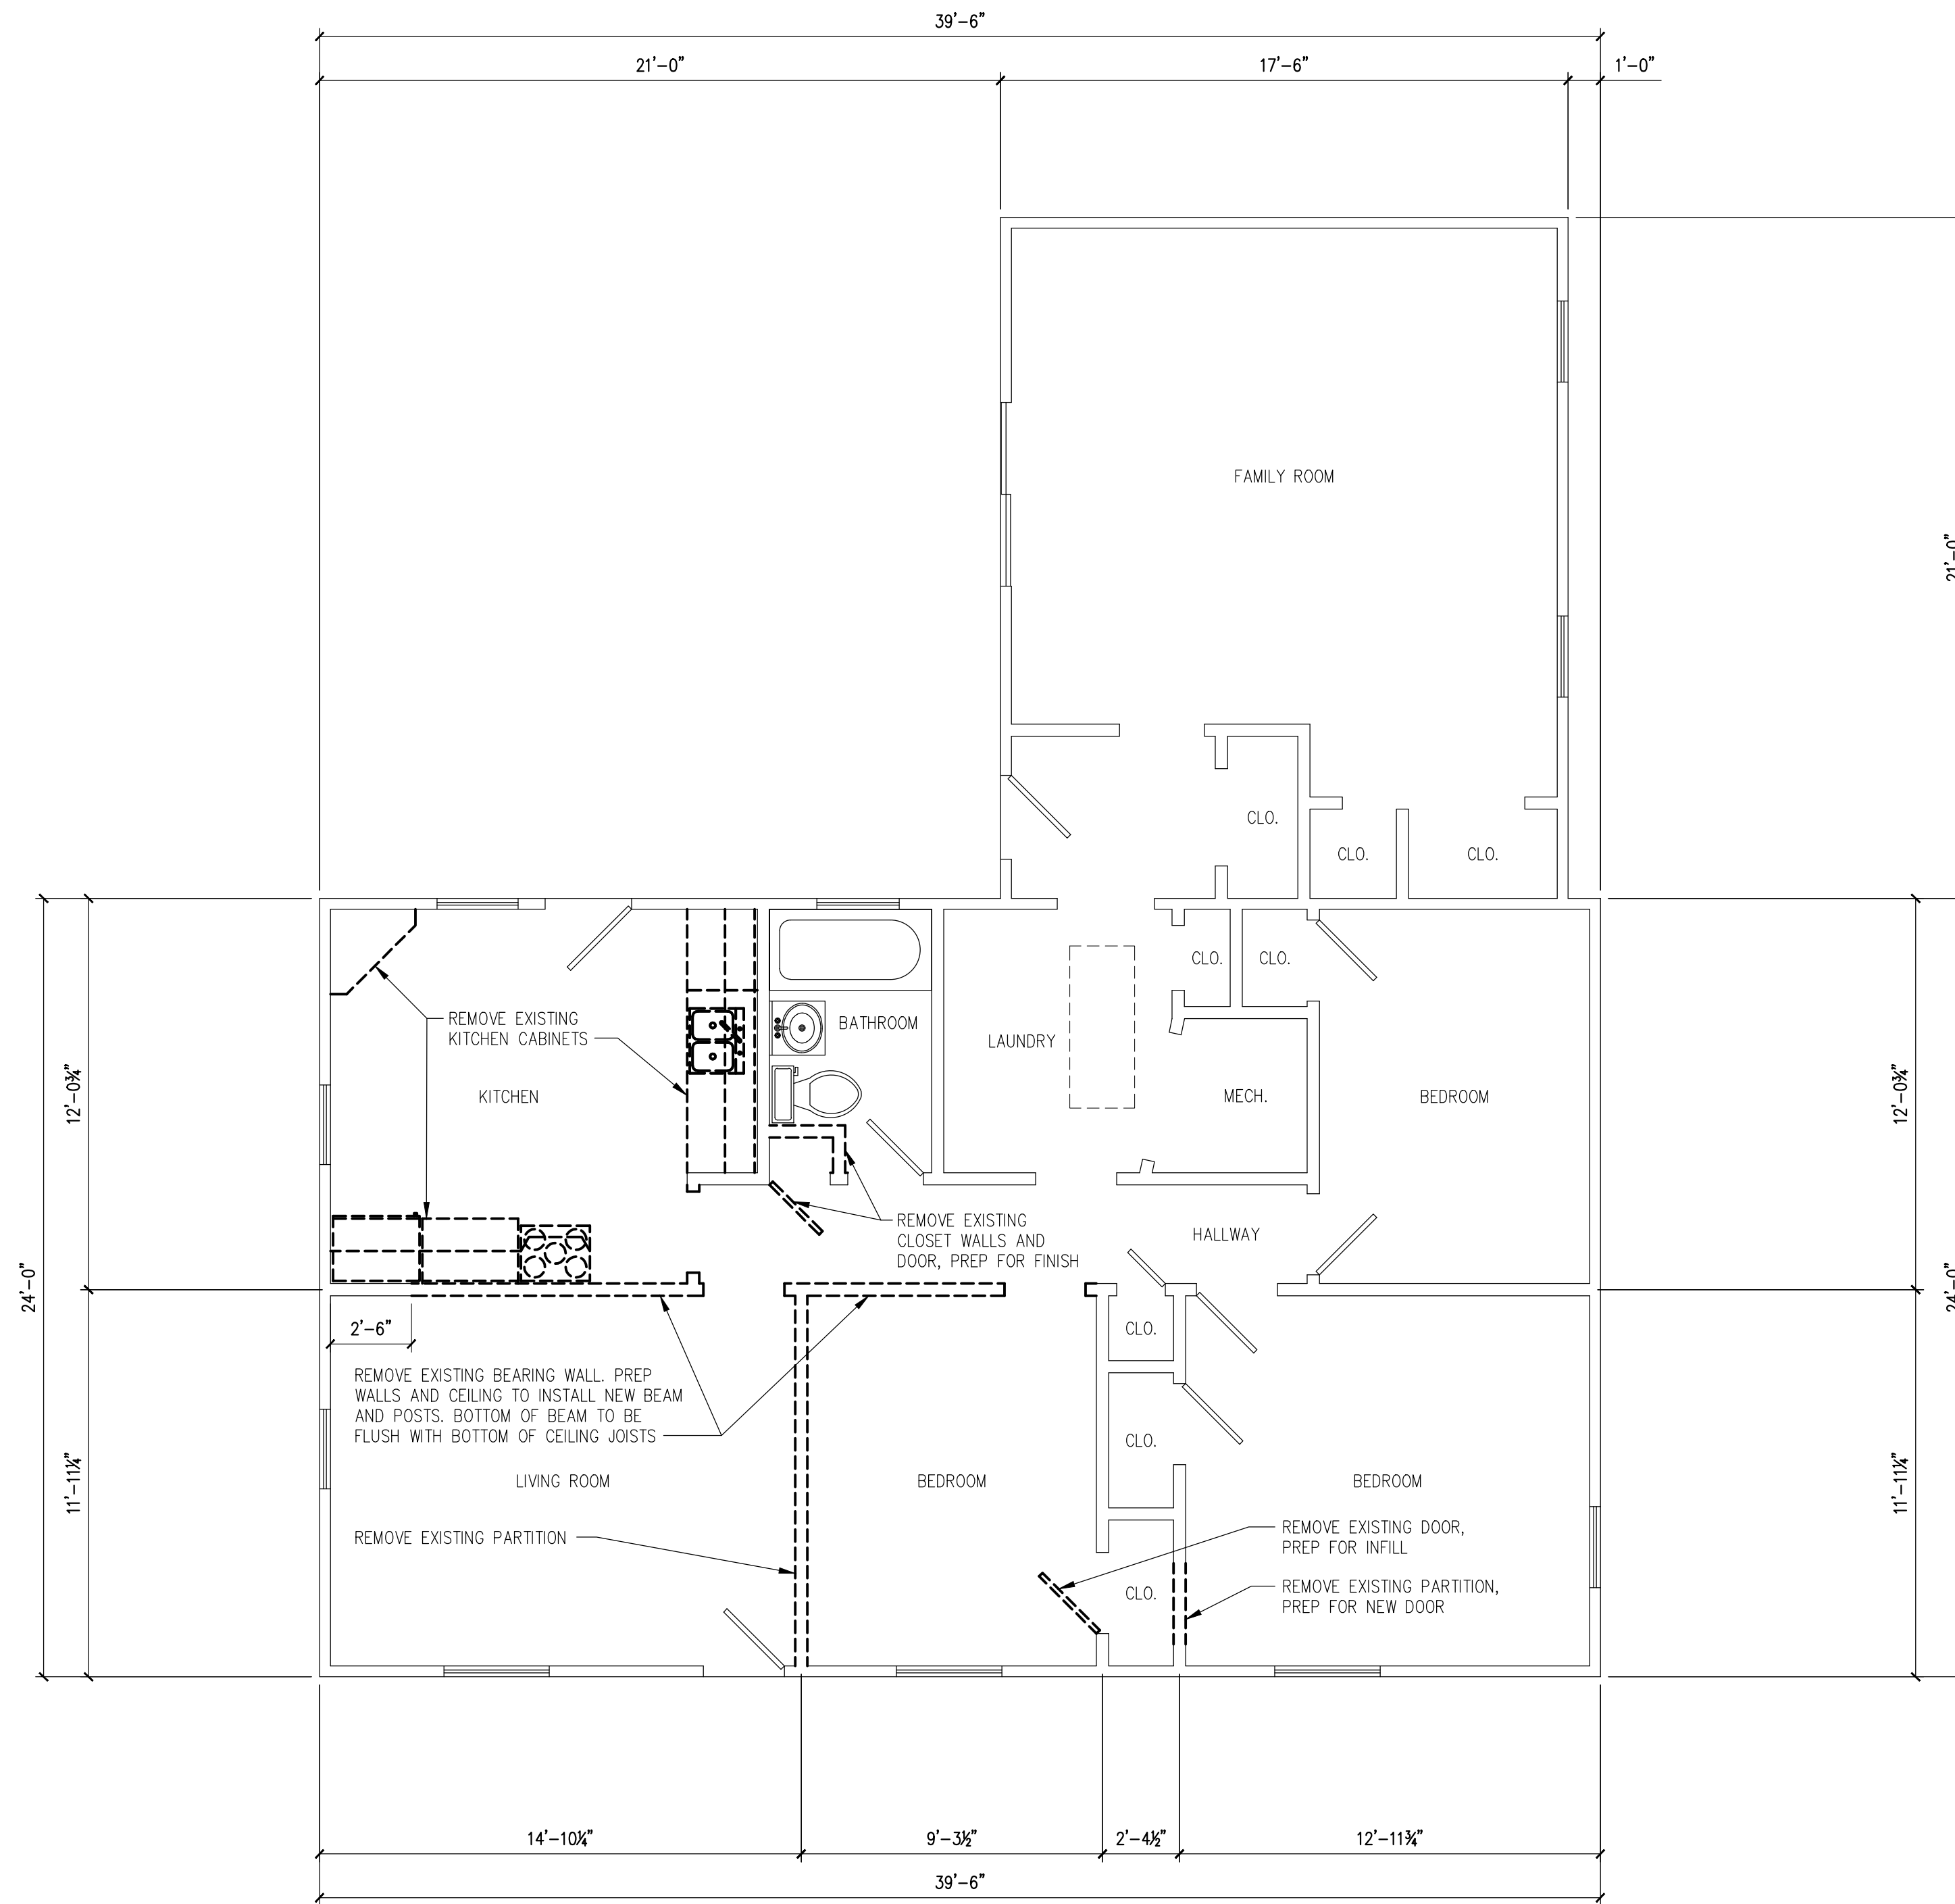 39'-6"
21'-0"
17'-6"
1'-0"
FAMILY ROOM
21'-0"
CLO.
CLO.
CLO.
CLO.
CLO.
REMOVE EXISTING
KITCHEN CABINETS
BATHROOM
LAUNDRY
KITCHEN
MECH.
BEDROOM
12'-0¾"
12'-0¾"
REMOVE EXISTING
CLOSET WALLS AND
DOOR, PREP FOR FINISH
HALLWAY
24'-0"
24'-0"
2'-6"
CLO.
REMOVE EXISTING BEARING WALL. PREP
WALLS AND CEILING TO INSTALL NEW BEAM
AND POSTS. BOTTOM OF BEAM TO BE
FLUSH WITH BOTTOM OF CEILING JOISTS
CLO.
11'-11¼"
11'-11¼"
LIVING ROOM
BEDROOM
BEDROOM
REMOVE EXISTING PARTITION
REMOVE EXISTING DOOR,
PREP FOR INFILL
CLO.
REMOVE EXISTING PARTITION,
PREP FOR NEW DOOR
14'-10¼"
9'-3½"
2'-4½"
12'-11¾"
39'-6"